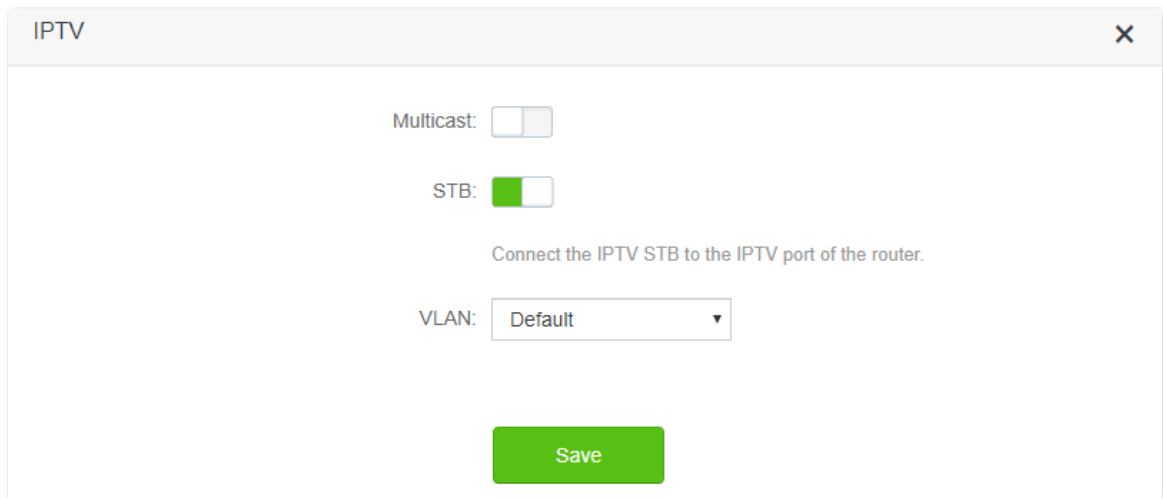 IPTV
Multicast:
STB:
Connect the IPTV STB to the IPTV port of the router.
VLAN: Default
Save